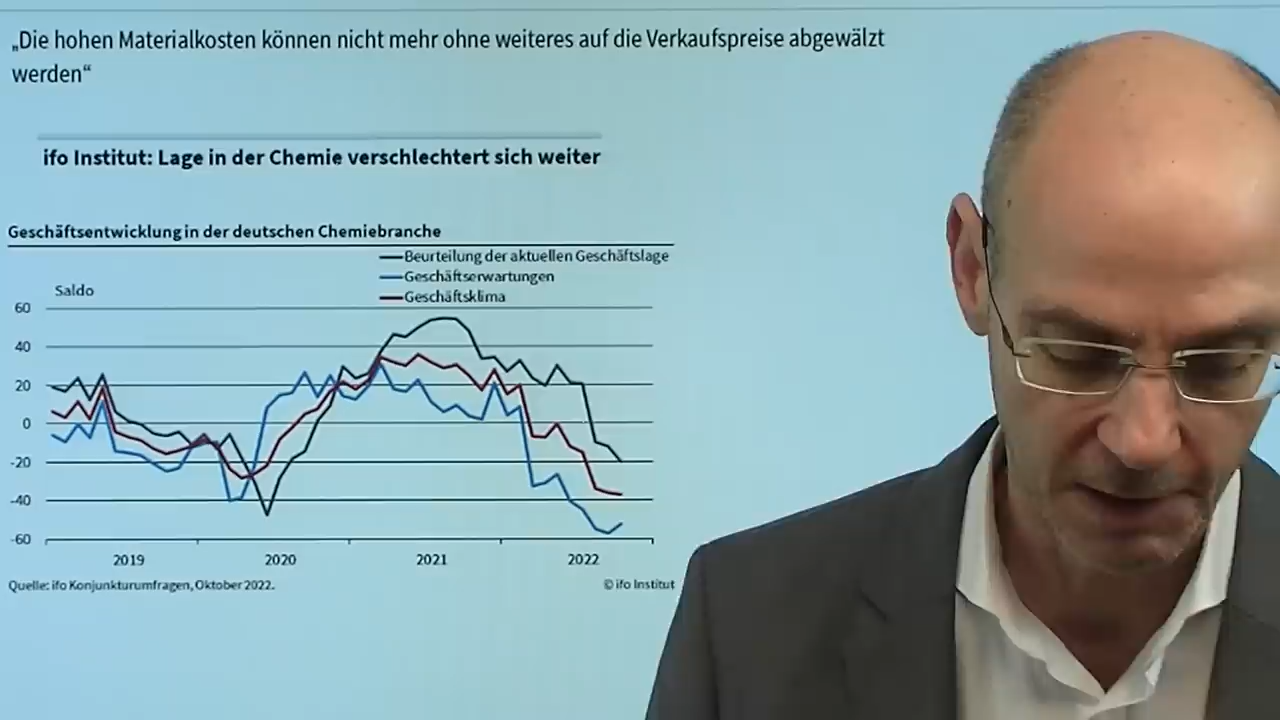 „Die hohen Materialkosten können nicht mehr ohne weiteres auf die Verkaufspreise abgewälzt
werden“
ifo Institut: Lage in der Chemie verschlechtert sich weiter
Geschäftsentwicklung in der deutschen Chemiebranche
Beurteilung der aktuellen Geschäftslage
Geschäftserwartungen
Geschäftsklima
Saldo
60
40
20
0
-20
-40
-60
2019 2020 2021 2022
Quelle: ifo Konjunkturumfragen, Oktober 2022. © ifo Institut